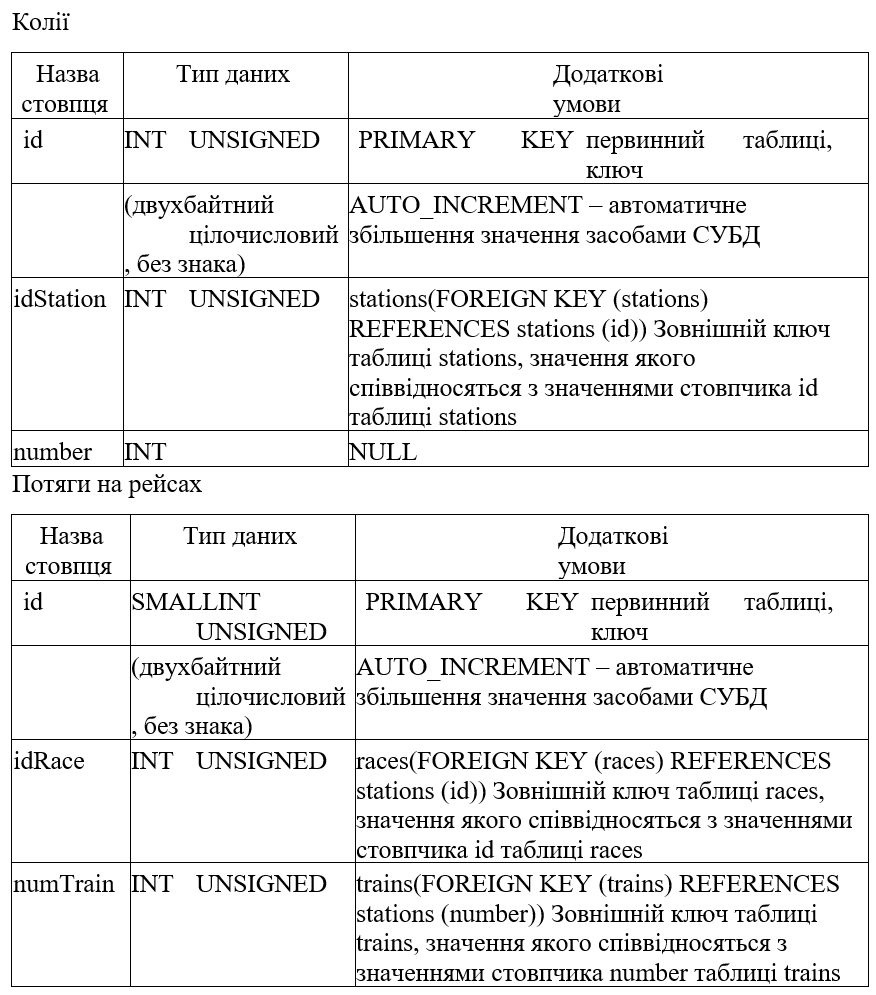 Колії
Назва Тип даних Додаткові
стовпця умови
id INT UNSIGNED PRIMARY KEY первинний таблиці,
ключ
(двухбайтний AUTO_INCREMENT – автоматичне
цілочисловий збільшення значення засобами СУБД
, без знака)
idStation INT UNSIGNED stations(FOREIGN KEY (stations)
REFERENCES stations (id)) Зовнішній ключ
таблиці stations, значення якого
співвідносяться з значеннями стовпчика id
таблиці stations
number INT NULL
Потяги на рейсах
Назва Тип даних Додаткові
стовпця умови
id SMALLINT PRIMARY KEY первинний таблиці,
UNSIGNED ключ
(двухбайтний AUTO_INCREMENT – автоматичне
цілочисловий збільшення значення засобами СУБД
, без знака)
idRace INT UNSIGNED races(FOREIGN KEY (races) REFERENCES
stations (id)) Зовнішній ключ таблиці races,
значення якого співвідносяться з значеннями
стовпчика id таблиці races
numTrain INT UNSIGNED trains(FOREIGN KEY (trains) REFERENCES
stations (number)) Зовнішній ключ таблиці
trains, значення якого співвідносяться з
значеннями стовпчика number таблиці trains